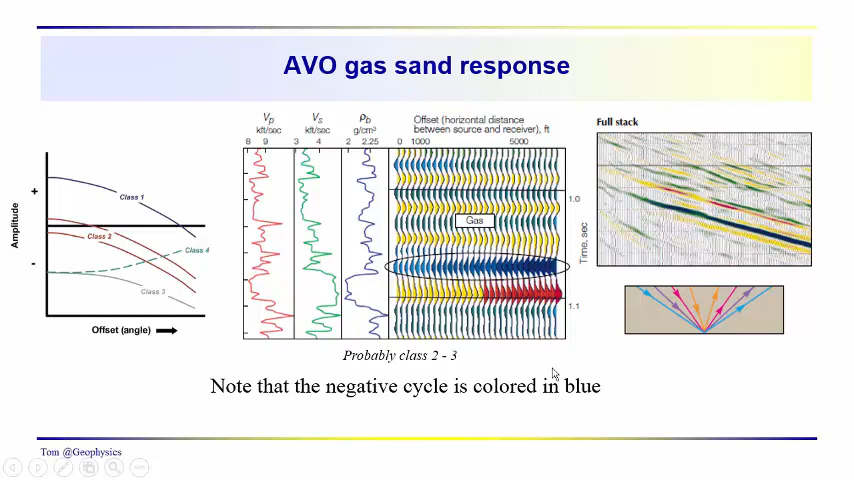 AVO gas sand response
Vp
kft/sec
8 9
Vs
kft/sec
3 4
ρb
g/cm³
2 2.25
Offset (horizontal distance
between source and receiver), ft
0 1000 5000
Full stack
+
-
Amplitude
Class 1
Class 2
Class 4
Class 3
Offset (angle)
Gas
1.0
Time, sec
1.1
Probably class 2 - 3
Note that the negative cycle is colored in blue
Tom @Geophysics